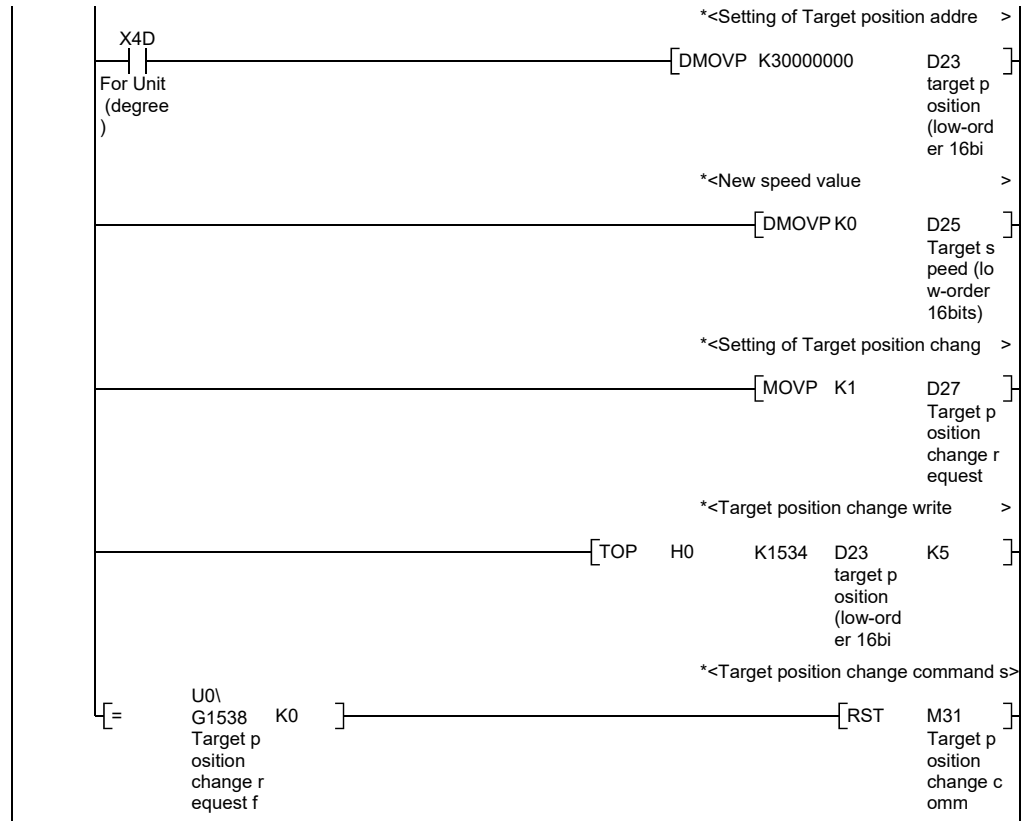 *<Setting of Target position addre >
X4D
DMOVP K30000000 D23
For Unit
(degree
)
target p
osition
(low-ord
er 16bi
*<New speed value >
DMOVP K0 D25
Target s
peed (lo
w-order
16bits)
*<Setting of Target position chang >
MOVP K1 D27
Target p
osition
change r
equest
*<Target position change write >
TOP H0 K1534 D23 K5
target p
osition
(low-ord
er 16bi
*<Target position change command s>
U0\
= G1538 K0 RST M31
Target p
osition
change r
equest f
Target p
osition
change c
omm